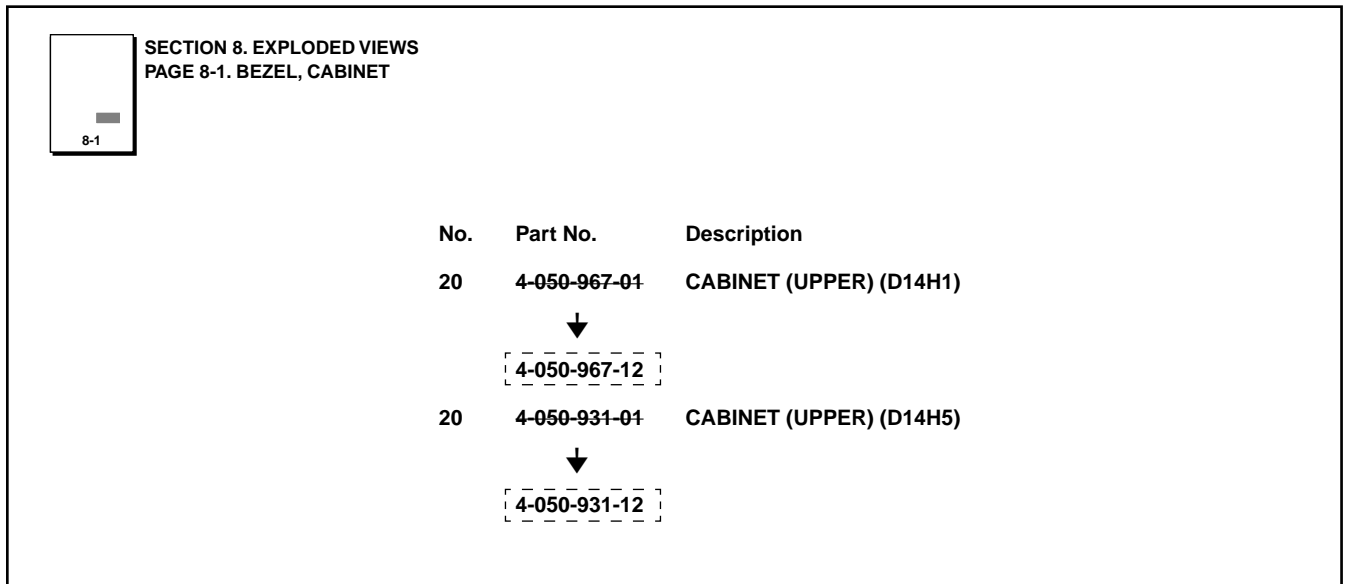 SECTION 8. EXPLODED VIEWS
PAGE 8-1. BEZEL, CABINET
8-1
No. Part No. Description
20 4-050-967-01 CABINET (UPPER) (D14H1)
4-050-967-12
20 4-050-931-01 CABINET (UPPER) (D14H5)
4-050-931-12